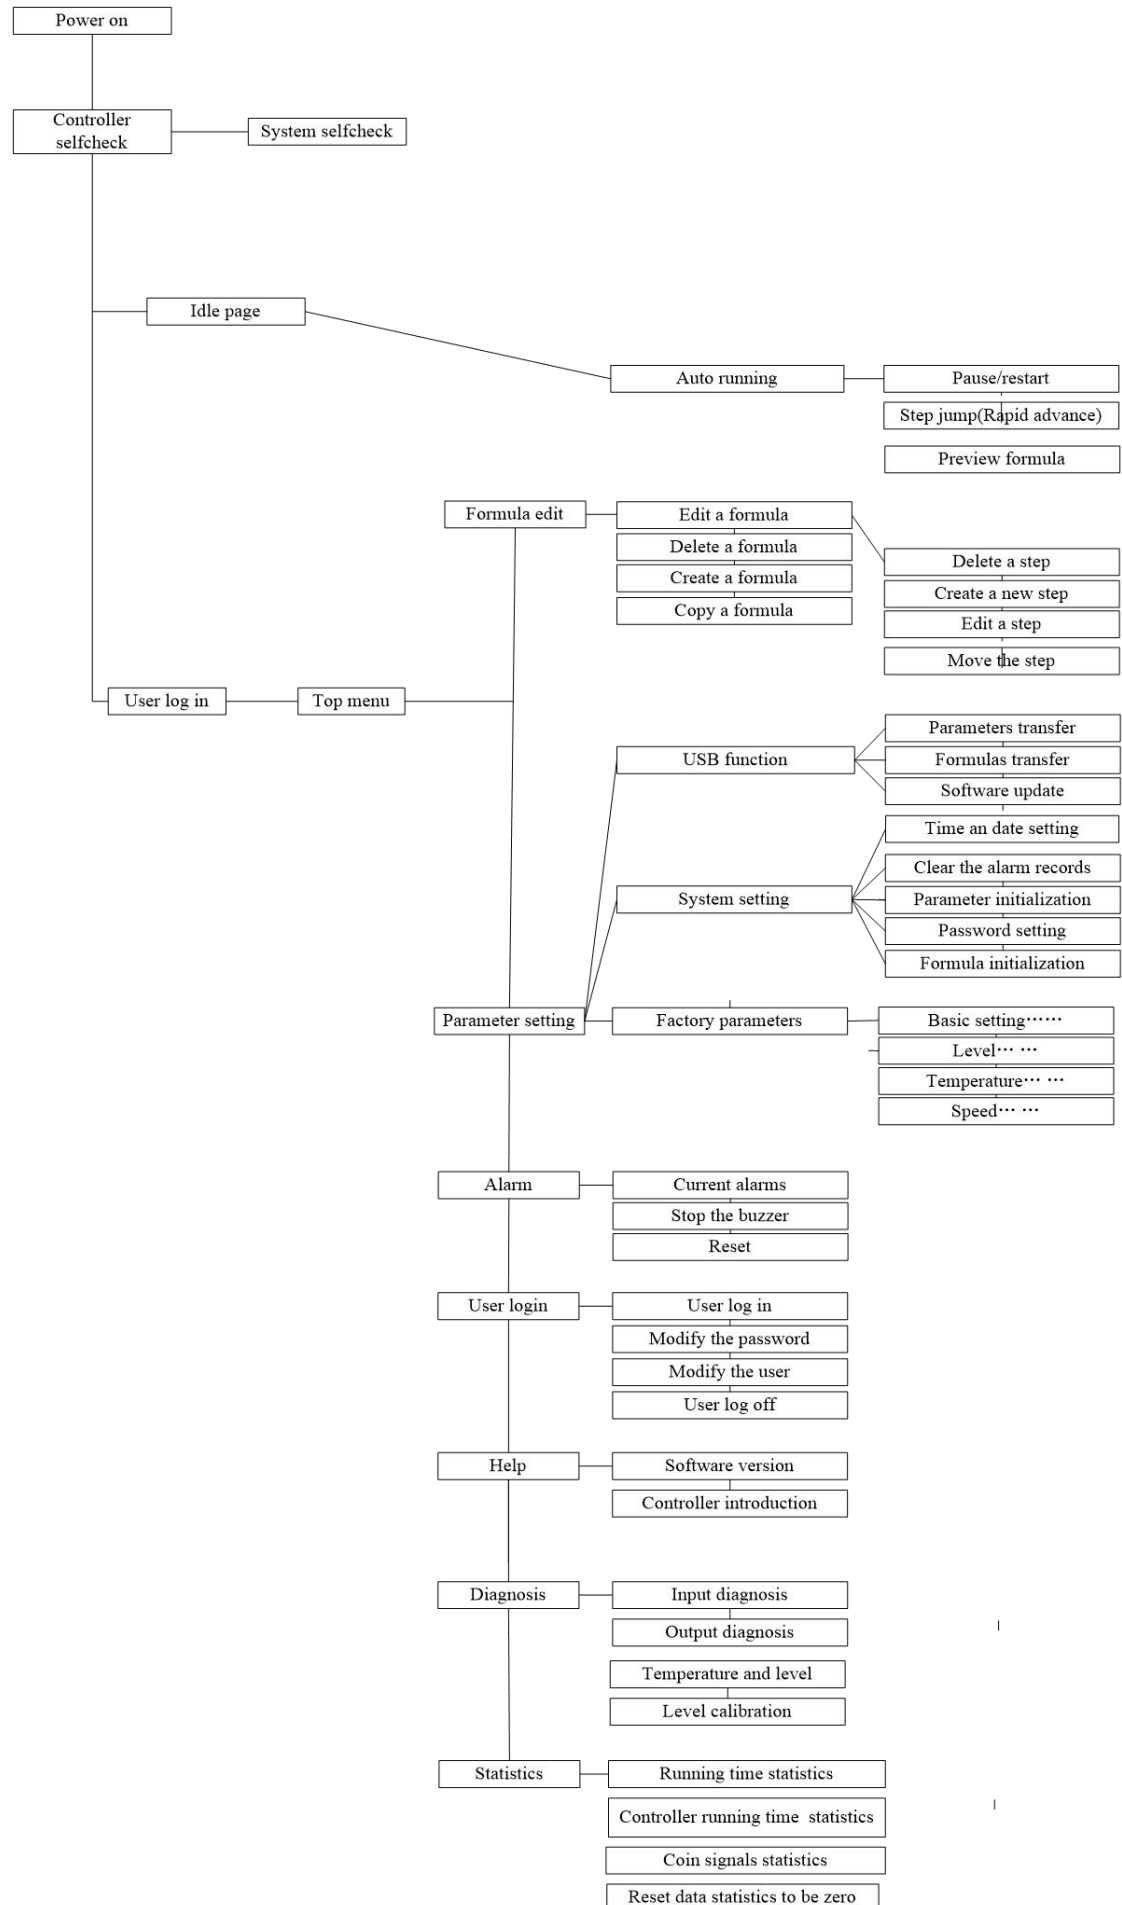 Power on
Controller
selfcheck
System selfcheck
Idle page
Auto running
Pause/restart
Step jump(Rapid advance)
Preview formula
Formula edit
Edit a formula
Delete a formula
Create a formula
Copy a formula
Delete a step
Create a new step
Edit a step
Move the step
User log in
Top menu
USB function
Parameters transfer
Formulas transfer
Software update
System setting
Time an date setting
Clear the alarm records
Parameter initialization
Password setting
Formula initialization
Parameter setting
Factory parameters
Basic setting⋯⋯
Level⋯ ⋯
Temperature⋯ ⋯
Speed⋯ ⋯
Alarm
Current alarms
Stop the buzzer
Reset
User login
User log in
Modify the password
Modify the user
User log off
Help
Software version
Controller introduction
Diagnosis
Input diagnosis
Output diagnosis
Temperature and level
Level calibration
Statistics
Running time statistics
Controller running time  statistics
Coin signals statistics
Reset data statistics to be zero